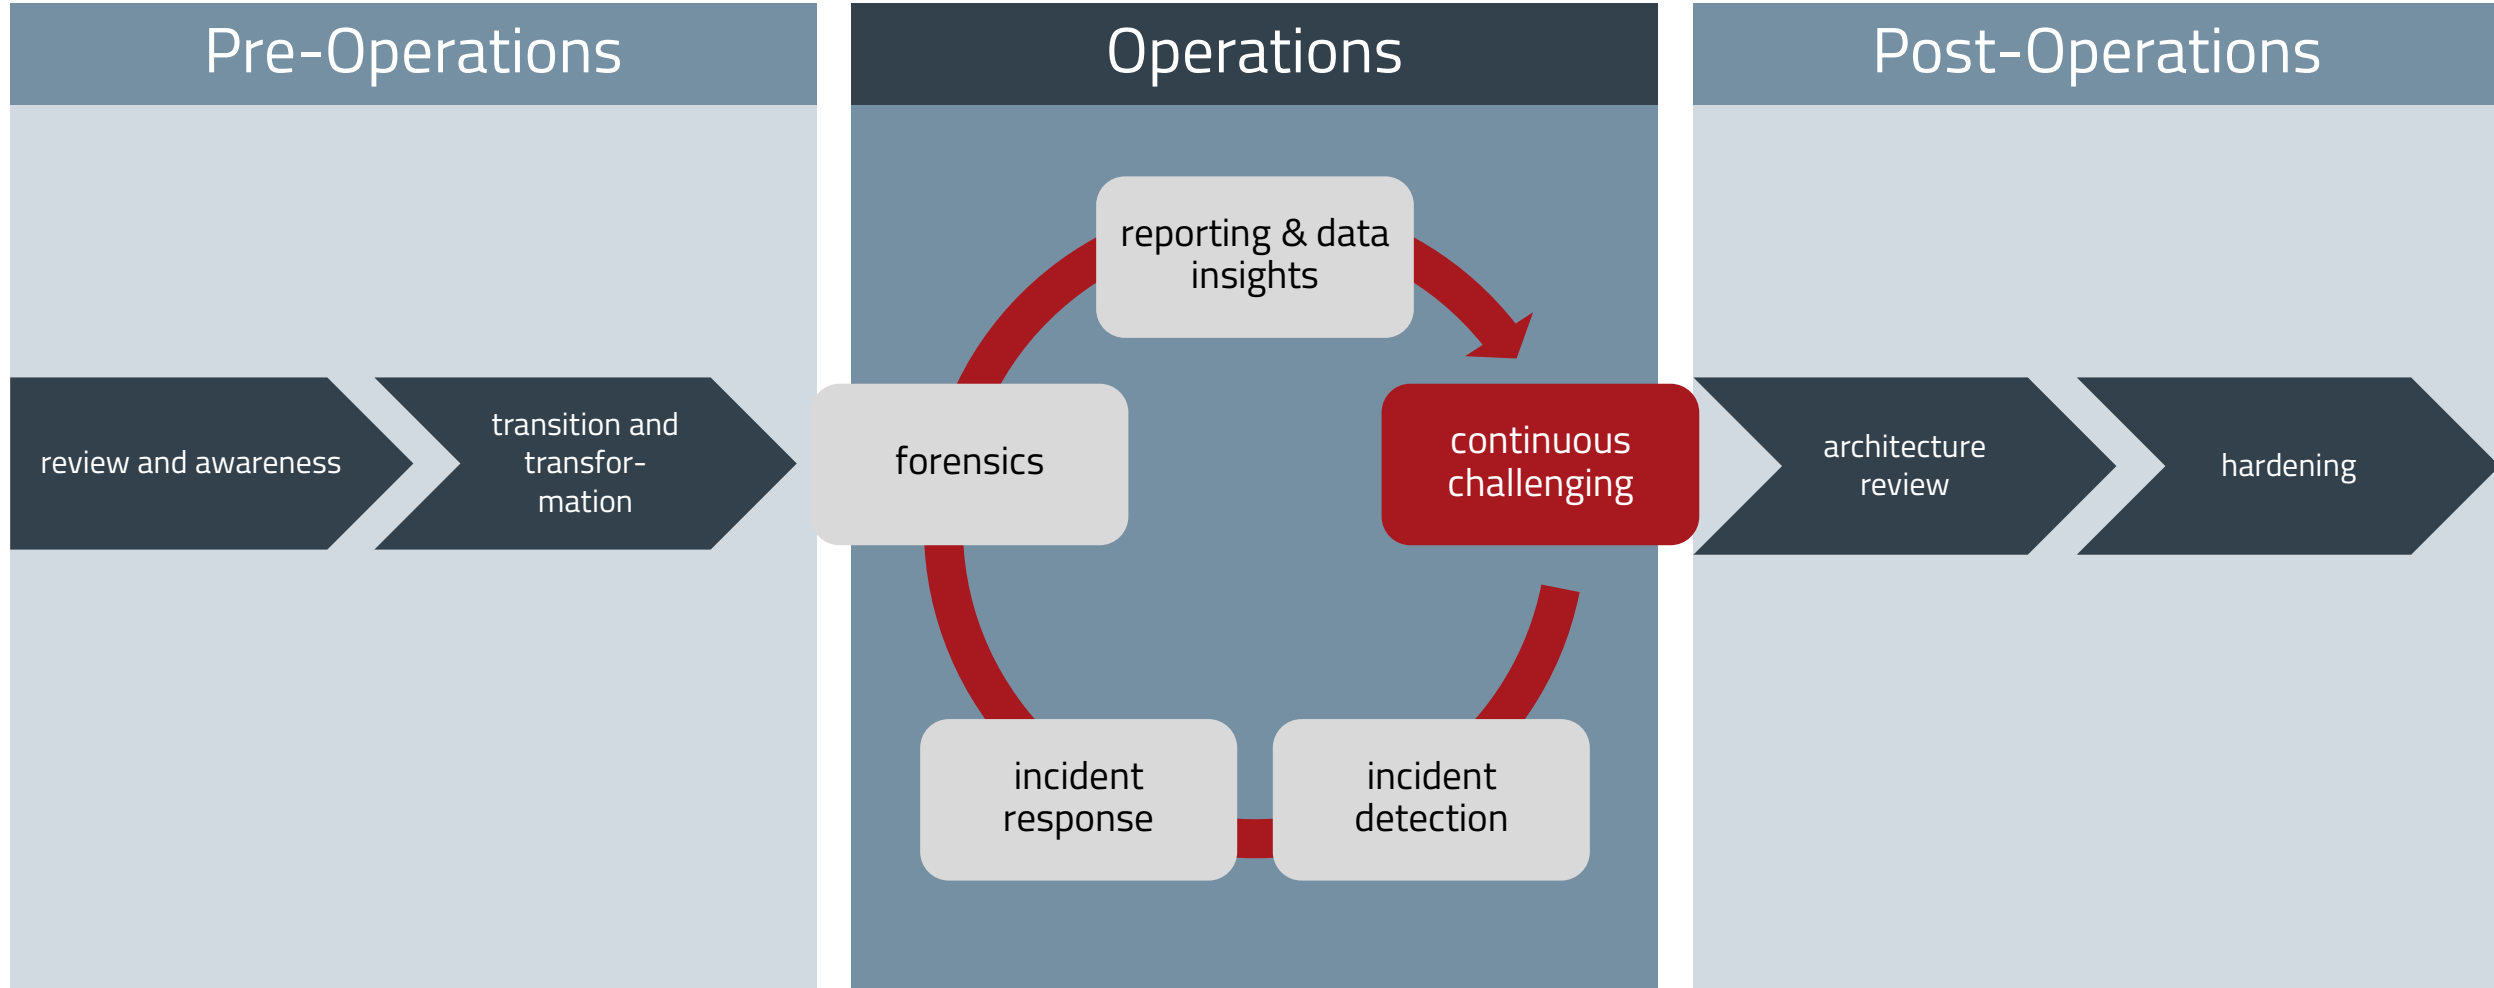 Pre-Operations
review and awareness
transition and
transfor-
mation
Operations
reporting & data
insights
forensics
continuous
challenging
incident
response
incident
detection
Post-Operations
architecture
review
hardening